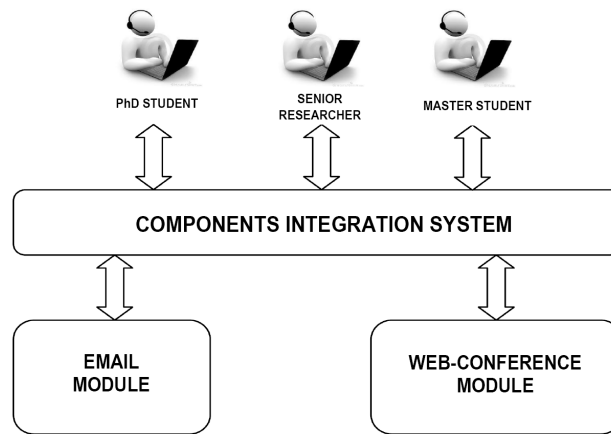 PhD STUDENT
SENIOR
RESEARCHER
MASTER STUDENT
COMPONENTS INTEGRATION SYSTEM
EMAIL
MODULE
WEB-CONFERENCE
MODULE